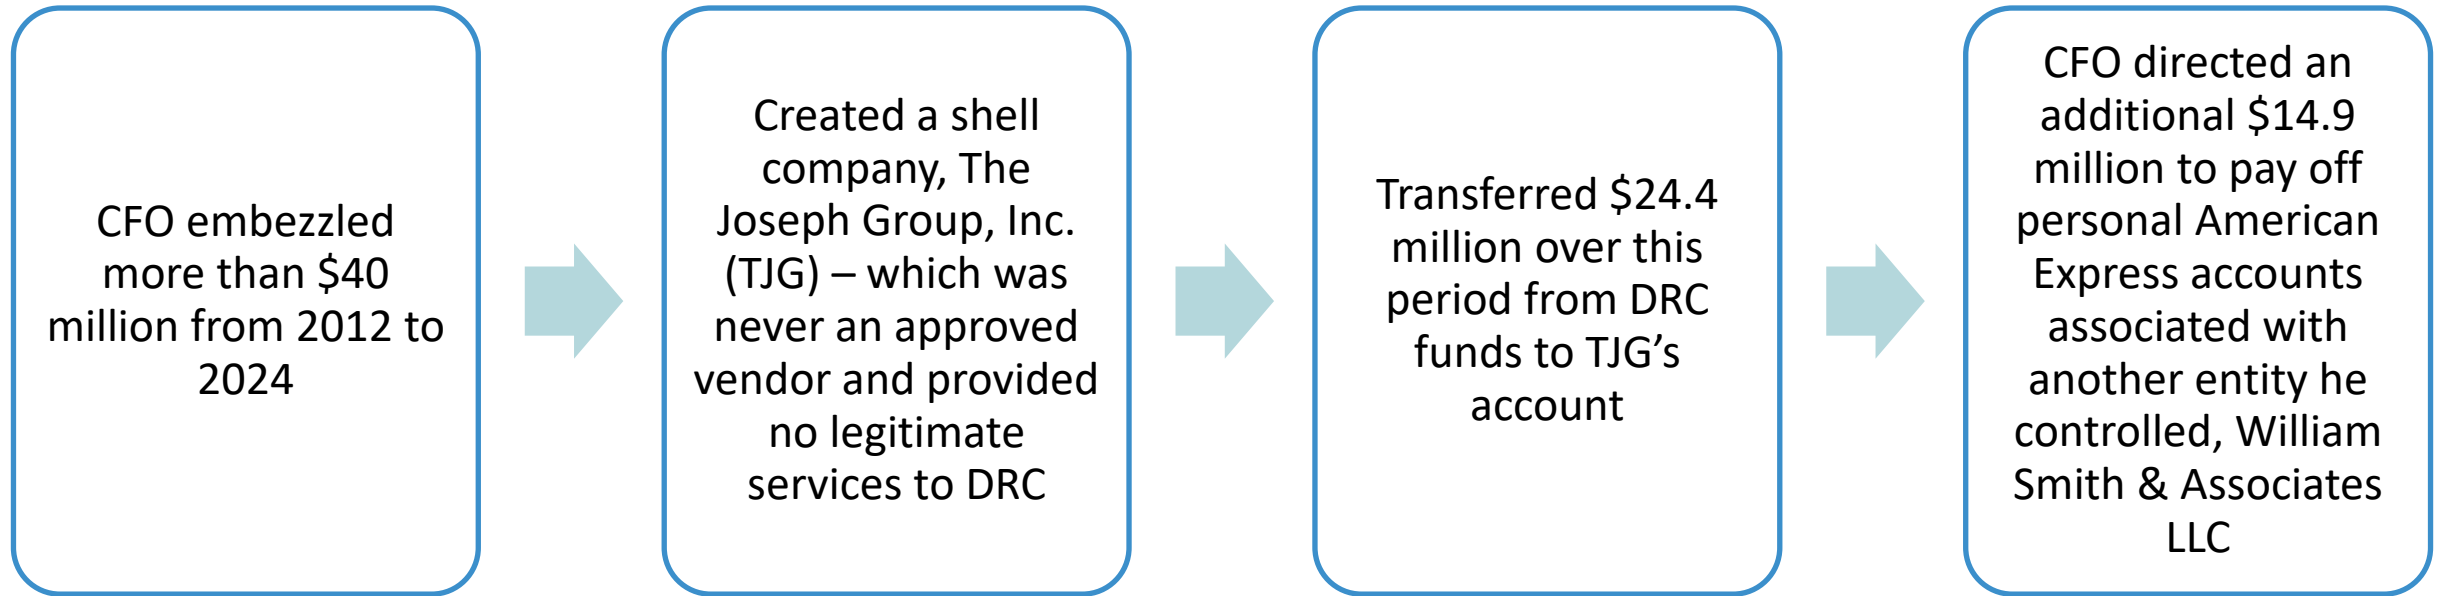 CFO embezzled
more than $40
million from 2012 to
2024
Created a shell
company, The
Joseph Group, Inc.
(TJG) – which was
never an approved
vendor and provided
no legitimate
services to DRC
Transferred $24.4
million over this
period from DRC
funds to TJG’s
account
CFO directed an
additional $14.9
million to pay off
personal American
Express accounts
associated with
another entity he
controlled, William
Smith & Associates
LLC